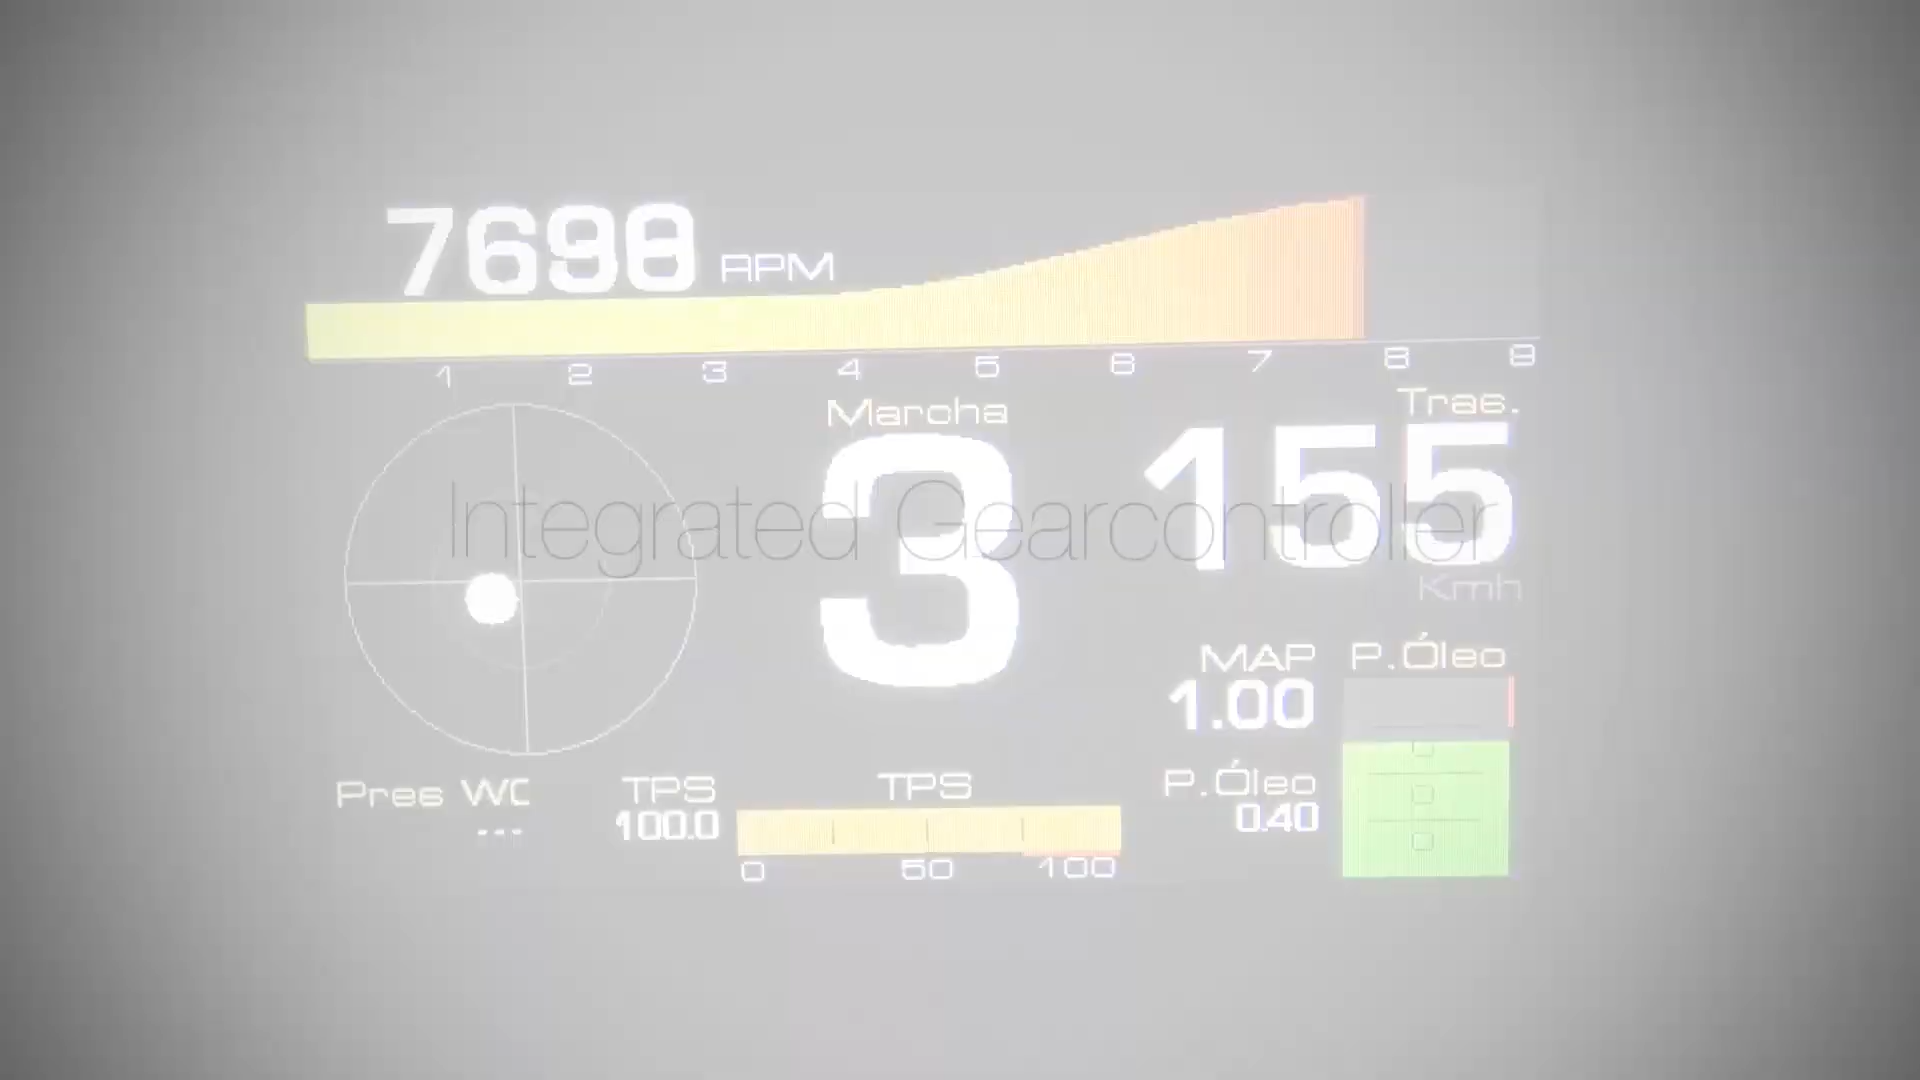 7698 RPM
1 2 3 4 5 6 7 8 9
Marcha
3
Tras.
155
Kmh
Integrated Gearcontroller
MAP
1.00
P.Óleo
Pres WG
---
TPS
100.0
TPS
0 50 100
P.Óleo
0.40